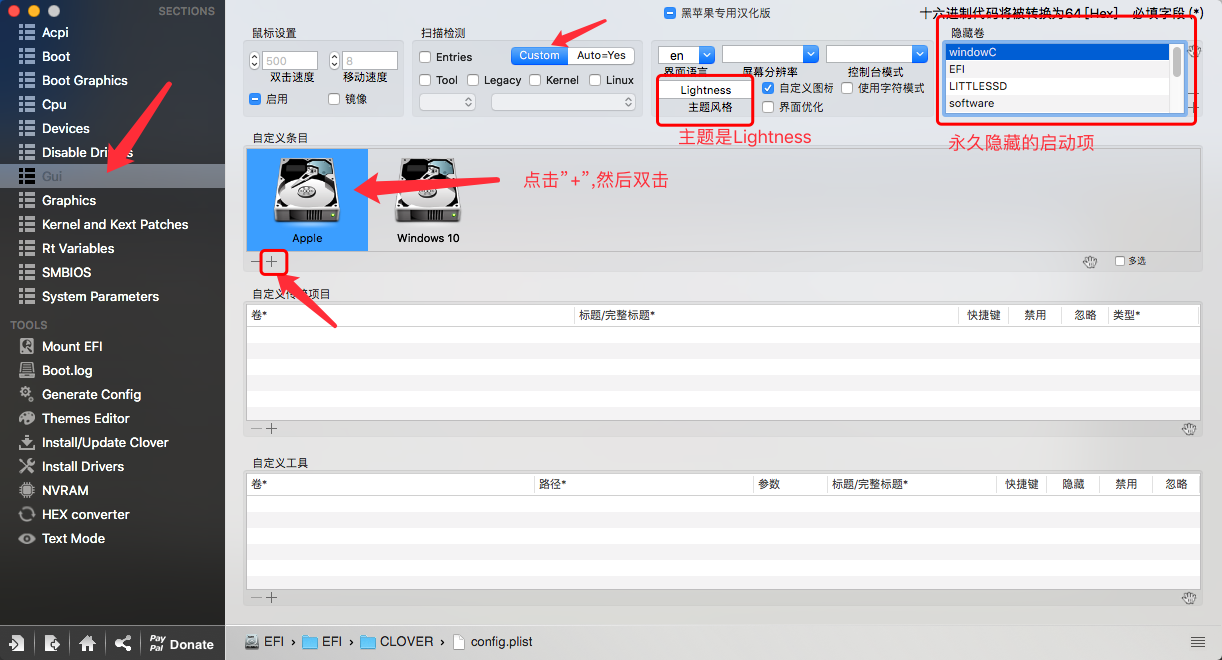 SECTIONS
Acpi
Boot
Boot Graphics
Cpu
Devices
Disable Dri s
Gui
Graphics
Kernel and Kext Patches
Rt Variables
SMBIOS
System Parameters
TOOLS
Mount EFI
Boot.log
Generate Config
Themes Editor
Install/Update Clover
Install Drivers
NVRAM
HEX converter
Text Mode
Pay Pal Donate
黑苹果专用汉化版
十六进制代码将被转换为64 [Hex] 必填字段 (*)
鼠标设置
500
双击速度
8
移动速度
启用
镜像
扫描检测
Entries
Custom
Auto=Yes
Tool
Legacy
Kernel
Linux
en
界面语言
屏幕分辨率
控制台模式
Lightness
主题风格
自定义图标
使用字符模式
界面优化
主题是Lightness
隐藏卷
windowC
EFI
LITTLESSD
software
永久隐藏的启动项
自定义条目
Apple
Windows 10
点击”+”,然后双击
多选
自定义 项目
卷*
标题/完整标题*
快捷键
禁用
忽略
类型*
自定义工具
卷*
路径*
参数
标题/完整标题*
快捷键
隐藏
禁用
忽略
EFI › EFI › CLOVER › config.plist